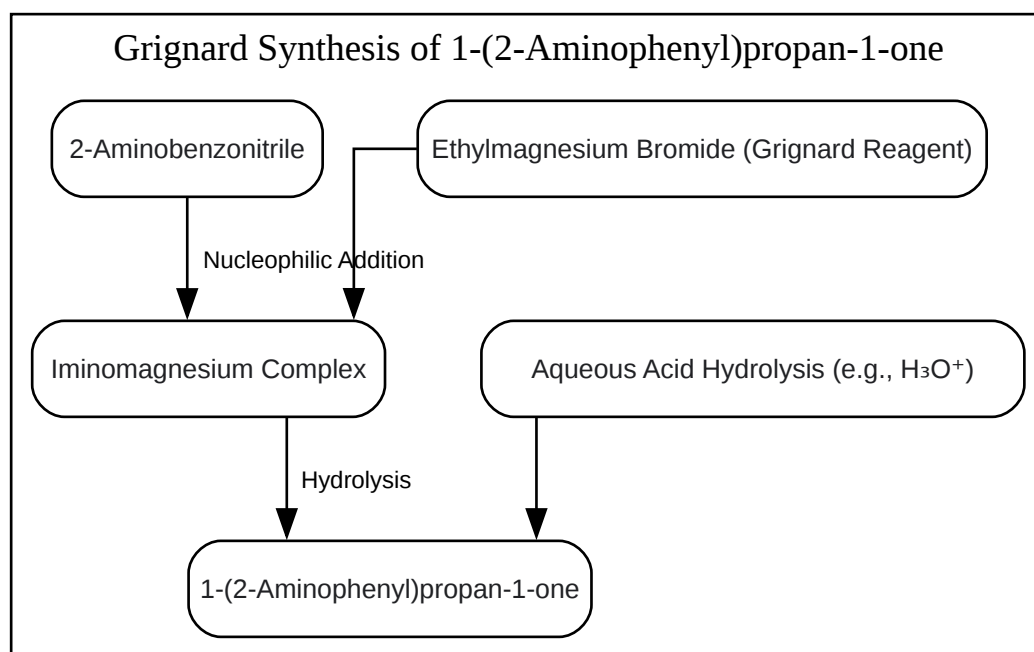 Grignard Synthesis of 1-(2-Aminophenyl)propan-1-one
2-Aminobenzonitrile
Ethylmagnesium Bromide (Grignard Reagent)
Nucleophilic Addition
Iminomagnesium Complex
Aqueous Acid Hydrolysis (e.g., H₃O⁺)
Hydrolysis
1-(2-Aminophenyl)propan-1-one